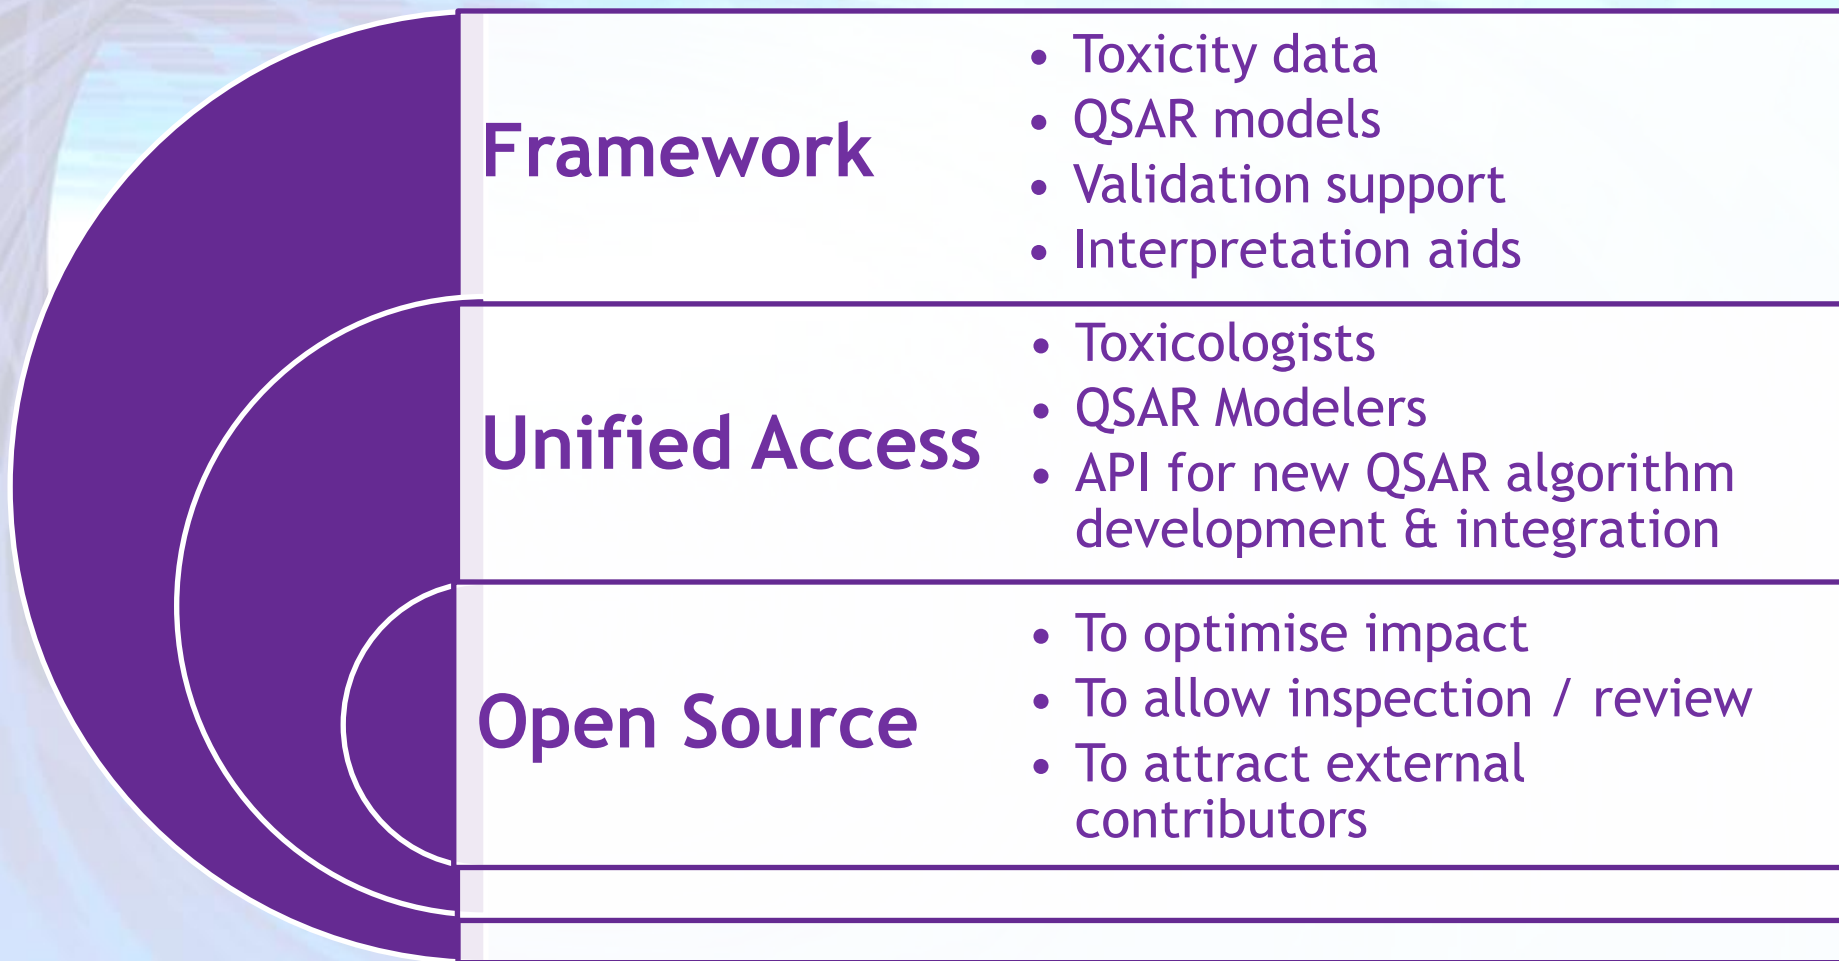 Framework
• Toxicity data
• QSAR models
• Validation support
• Interpretation aids
Unified Access
• Toxicologists
• QSAR Modelers
• API for new QSAR algorithm
development & integration
Open Source
• To optimise impact
• To allow inspection / review
• To attract external
contributors